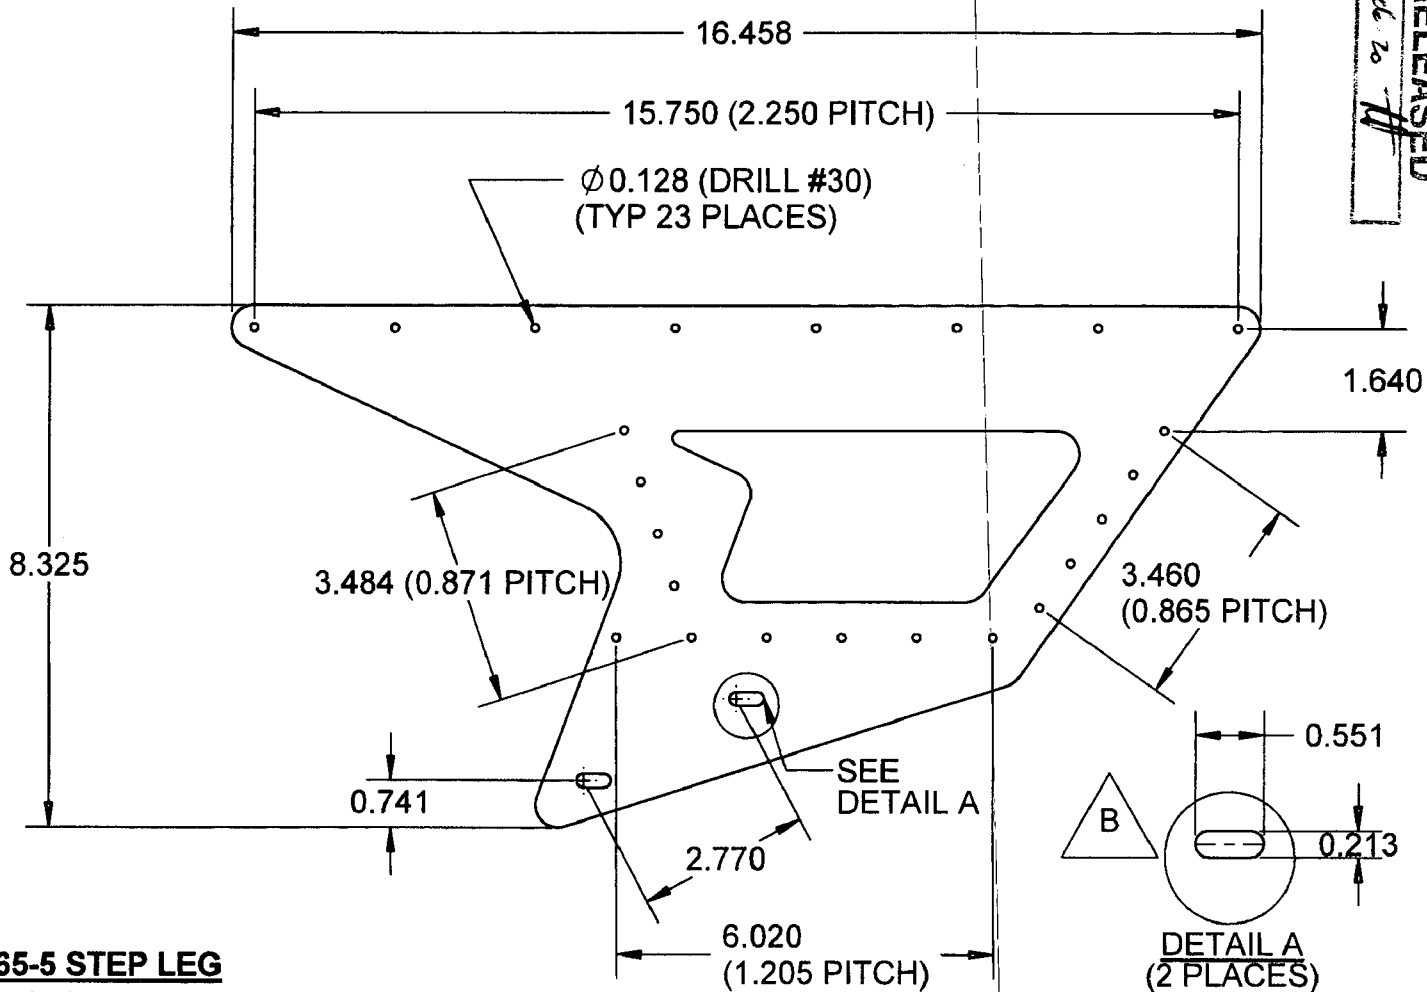 16.458
15.750 (2.250 PITCH)
Ø0.128 (DRILL #30)
(TYP 23 PLACES)
1.640
8.325
3.484 (0.871 PITCH)
3.460
(0.865 PITCH)
0.741
SEE
DETAIL A
2.770
6.020
(1.205 PITCH)
B
0.551
0.213
DETAIL A
(2 PLACES)
65-5 STEP LEG